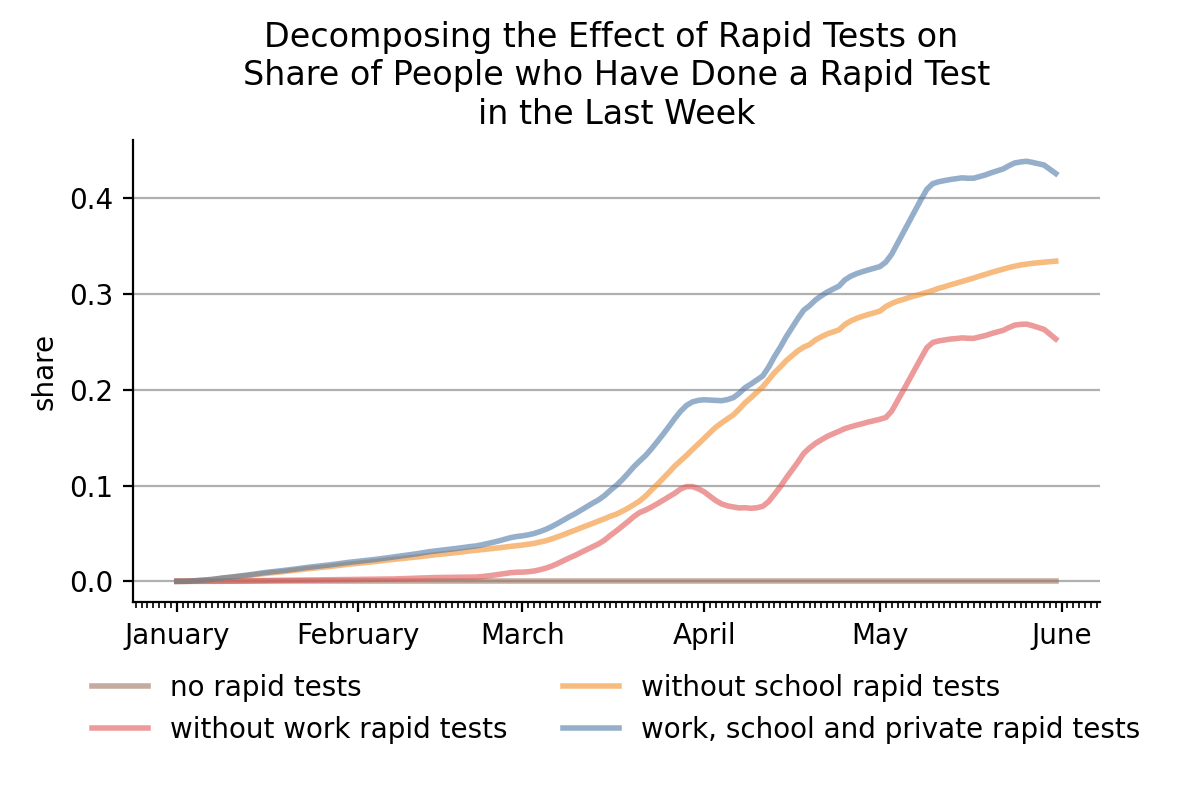 Decomposing the Effect of Rapid Tests on
Share of People who Have Done a Rapid Test
in the Last Week
share
0.4
0.3
0.2
0.1
0.0
January February March April May June
no rapid tests
without work rapid tests
without school rapid tests
work, school and private rapid tests